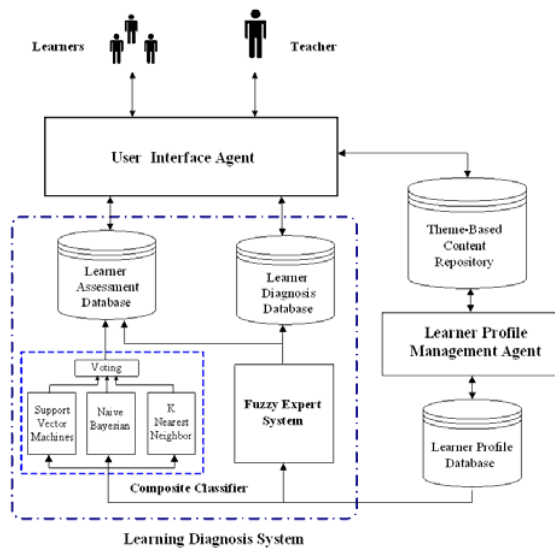 Learners
Teacher
User Interface Agent
Learner
Assessment
Database
Learner
Diagnosis
Database
Theme-Based
Content
Repository
Learner Profile
Management Agent
Voting
Support
Vector
Machines
Naive
Bayesian
K
Nearest
Neighbor
Fuzzy Expert
System
Learner Profile
Database
Composite Classifier
Learning Diagnosis System